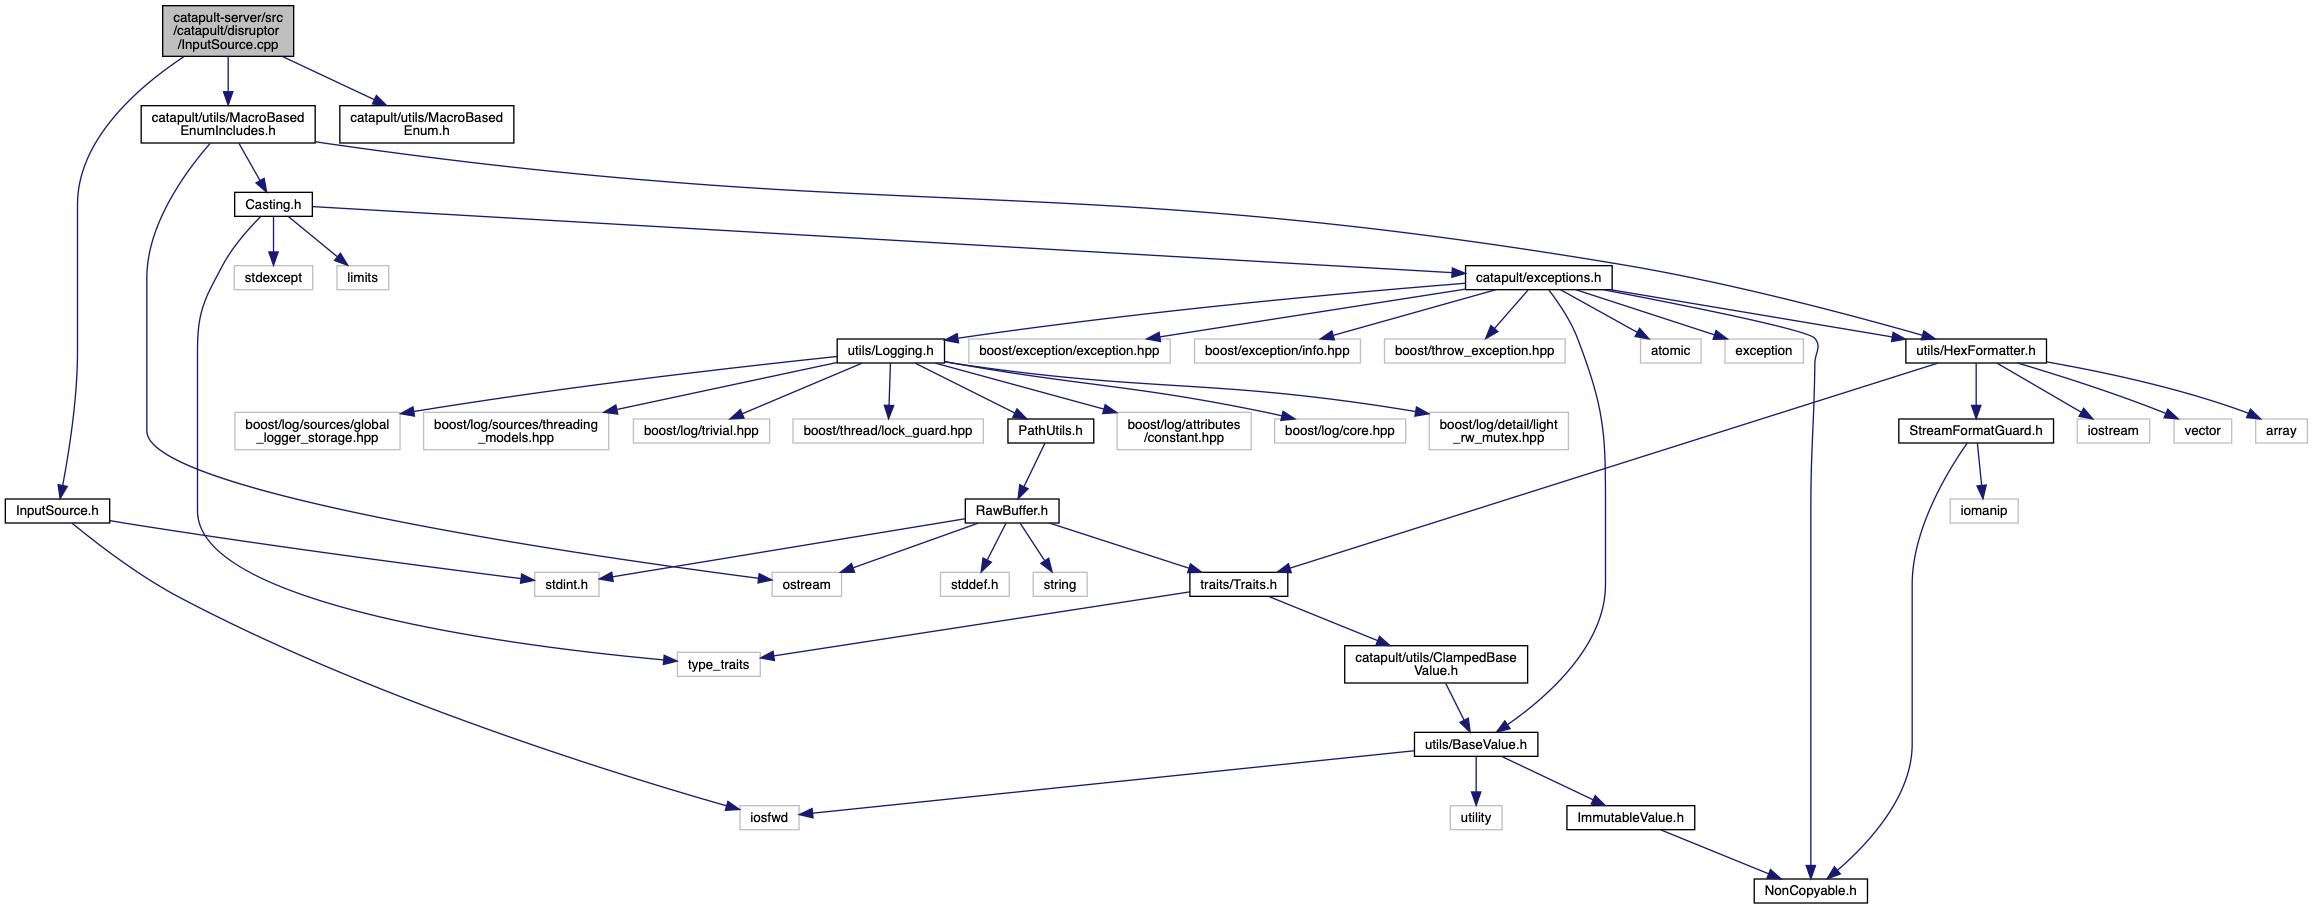 catapult-server/src
/catapult/disruptor
/InputSource.cpp
catapult/utils/MacroBased
EnumIncludes.h
catapult/utils/MacroBased
Enum.h
Casting.h
stdexcept
limits
catapult/exceptions.h
utils/Logging.h
boost/exception/exception.hpp
boost/exception/info.hpp
boost/throw_exception.hpp
atomic
exception
utils/HexFormatter.h
boost/log/sources/global
_logger_storage.hpp
boost/log/sources/threading
_models.hpp
boost/log/trivial.hpp
boost/thread/lock_guard.hpp
PathUtils.h
boost/log/attributes
/constant.hpp
boost/log/core.hpp
boost/log/detail/light
_rw_mutex.hpp
StreamFormatGuard.h
iostream
vector
array
InputSource.h
RawBuffer.h
iomanip
stdint.h
ostream
stddef.h
string
traits/Traits.h
type_traits
catapult/utils/ClampedBase
Value.h
utils/BaseValue.h
iosfwd
utility
ImmutableValue.h
NonCopyable.h